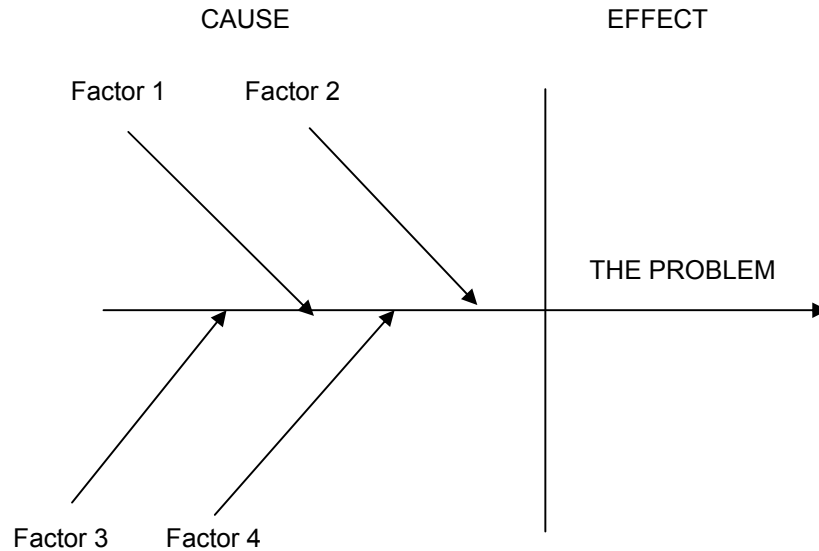 CAUSE EFFECT
Factor 1 Factor 2
THE PROBLEM
Factor 3 Factor 4